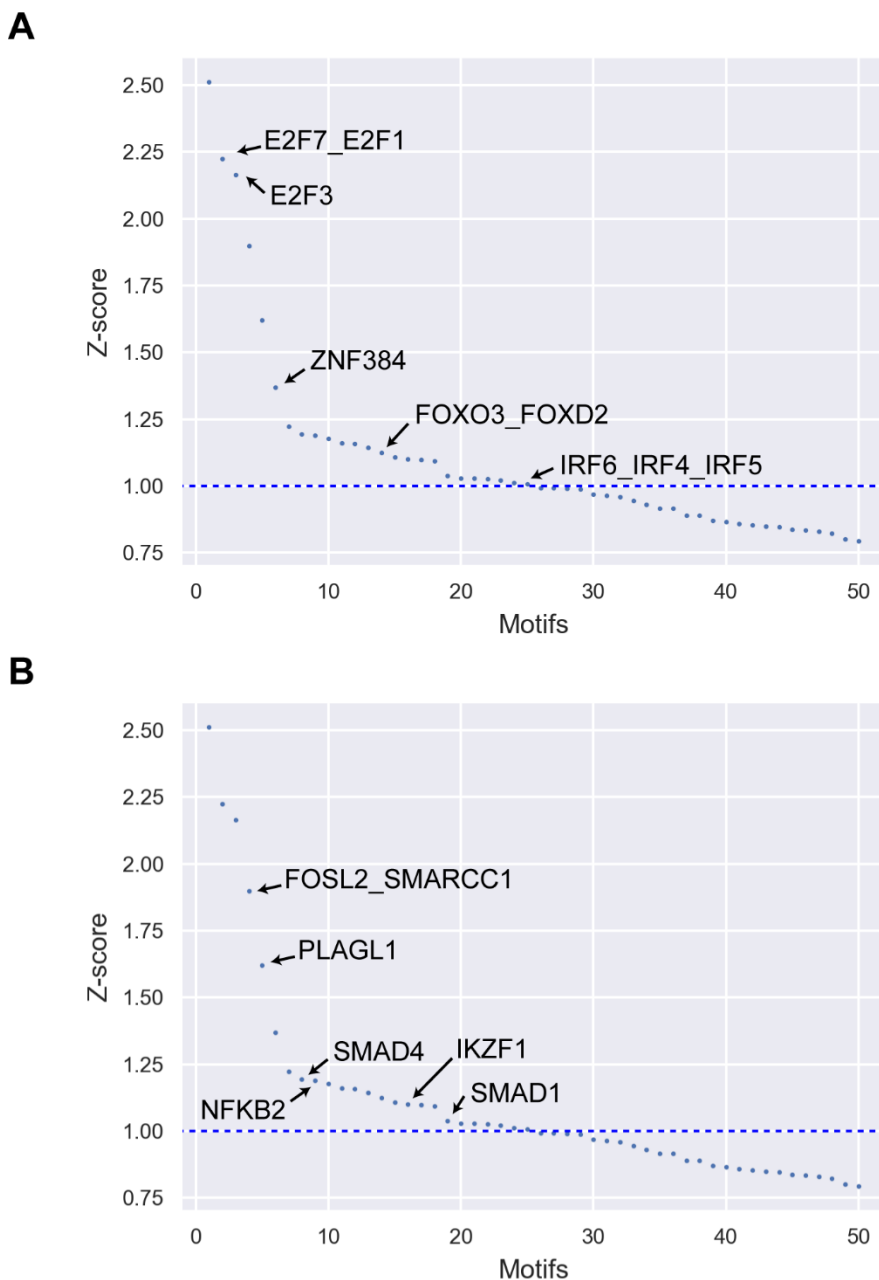 A
2.50
2.25
2.00
1.75
1.50
1.25
1.00
0.75
Z-score
E2F7_E2F1
E2F3
ZNF384
FOXO3_FOXD2
IRF6_IRF4_IRF5
0 10 20 30 40 50
Motifs
B
2.50
2.25
2.00
1.75
1.50
1.25
1.00
0.75
Z-score
FOSL2_SMARCC1
PLAGL1
SMAD4
IKZF1
NFKB2
SMAD1
0 10 20 30 40 50
Motifs